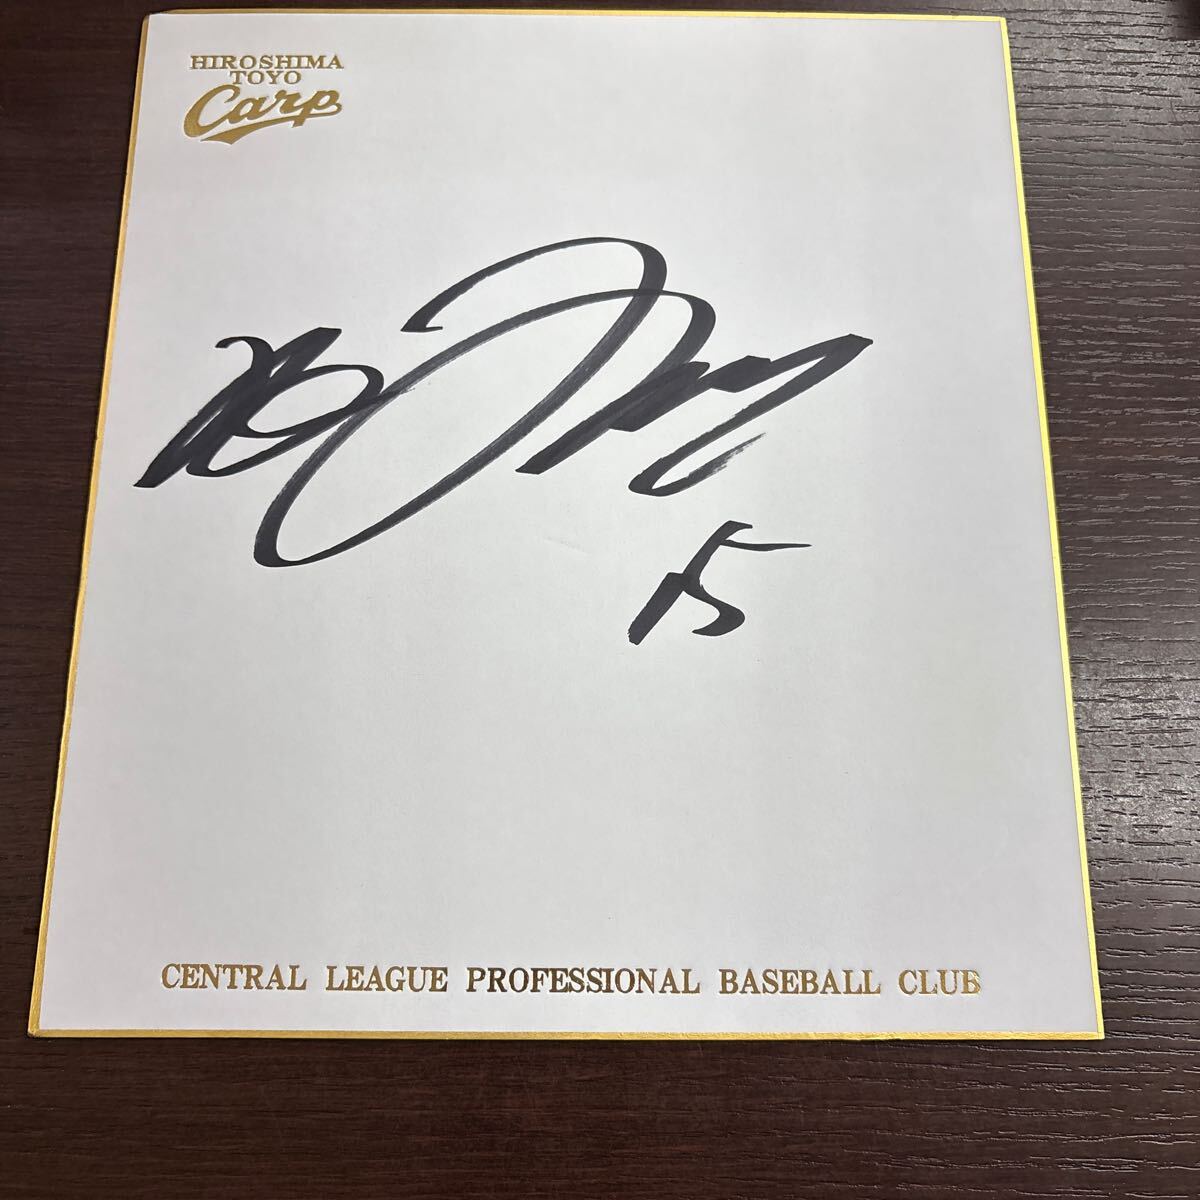 HIROSHIMA
TOYO
Carp
15
CENTRAL LEAGUE PROFESSIONAL BASEBALL CLUB